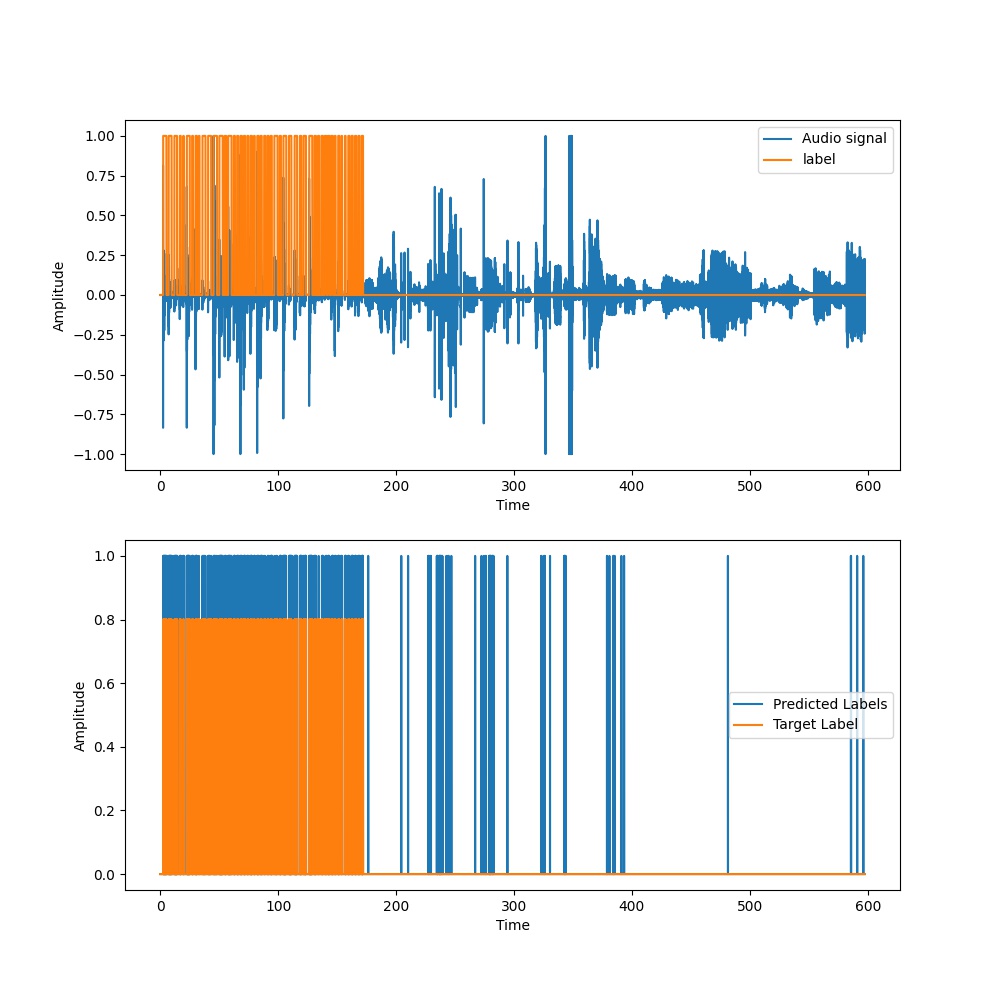 1.00
0.75
0.50
0.25
0.00
−0.25
−0.50
−0.75
−1.00
Amplitude
Audio signal
label
0 100 200 300 400 500 600
Time
1.0
0.8
0.6
0.4
0.2
0.0
Amplitude
Predicted Labels
Target Label
0 100 200 300 400 500 600
Time